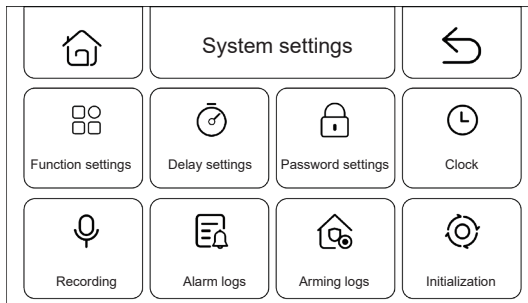 System settings
Function settings
Delay settings
Password settings
Clock
Recording
Alarm logs
Arming logs
Initialization